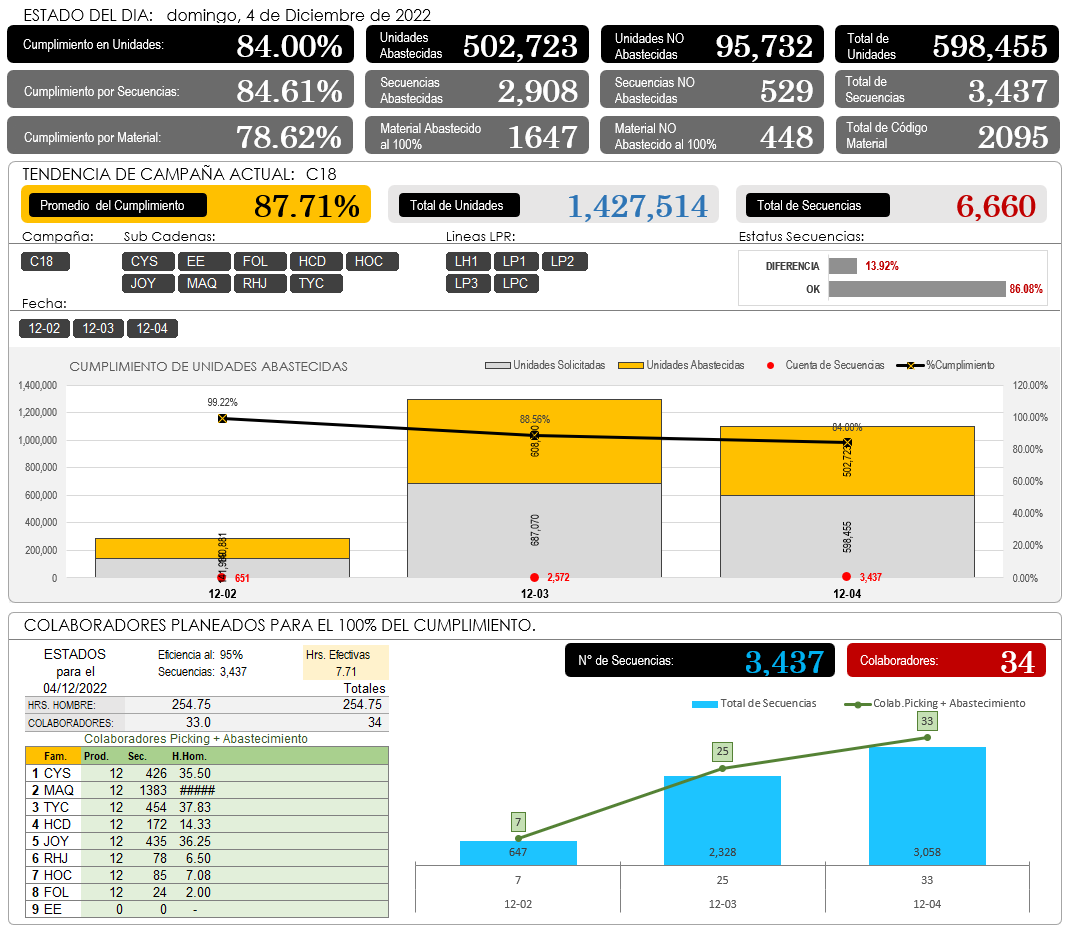 ESTADO DEL DIA: domingo, 4 de Diciembre de 2022
Cumplimiento en Unidades: 84.00%
Unidades Abastecidas 502,723
Unidades NO Abastecidas 95,732
Total de Unidades 598,455
Cumplimiento por Secuencias: 84.61%
Secuencias Abastecidas 2,908
Secuencias NO Abastecidas 529
Total de Secuencias 3,437
Cumplimiento por Material: 78.62%
Material Abastecido al 100% 1647
Material NO Abastecido al 100% 448
Total de Código Material 2095
TENDENCIA DE CAMPAÑA ACTUAL: C18
Promedio del Cumplimiento 87.71%
Total de Unidades 1,427,514
Total de Secuencias 6,660
Campaña: Sub Cadenas: Lineas LPR: Estatus Secuencias:
C18 CYS EE FOL HCD HOC LH1 LP1 LP2
JOY MAQ RHJ TYC LP3 LPC
DIFERENCIA 13.92%
OK 86.08%
Fecha:
12-02 12-03 12-04
CUMPLIMIENTO DE UNIDADES ABASTECIDAS
Unidades Solicitadas Unidades Abastecidas Cuenta de Secuencias %Cumplimiento
1,400,000 120.00%
1,200,000 100.00%
1,000,000 80.00%
800,000 60.00%
600,000 40.00%
400,000 20.00%
200,000 0.00%
0
99.22% 88.56% 84.00%
502,723
687,070 598,455
651 2,572 3,437
12-02 12-03 12-04
COLABORADORES PLANEADOS PARA EL 100% DEL CUMPLIMIENTO.
ESTADOS Eficiencia al: 95% Hrs. Efectivas
para el Secuencias: 3,437 7.71
04/12/2022 Totales
HRS. HOMBRE: 254.75 254.75
COLABORADORES: 33.0 34
Colaboradores Picking + Abastecimiento
Fam. Prod. Sec. H.Hom.
1 CYS 12 426 35.50
2 MAQ 12 1383 #####
3 TYC 12 454 37.83
4 HCD 12 172 14.33
5 JOY 12 435 36.25
6 RHJ 12 78 6.50
7 HOC 12 85 7.08
8 FOL 12 24 2.00
9 EE 0 0 -
N° de Secuencias: 3,437
Colaboradores: 34
Total de Secuencias Colab.Picking + Abastecimiento
7 25 33
647 2,328 3,058
7 25 33
12-02 12-03 12-04